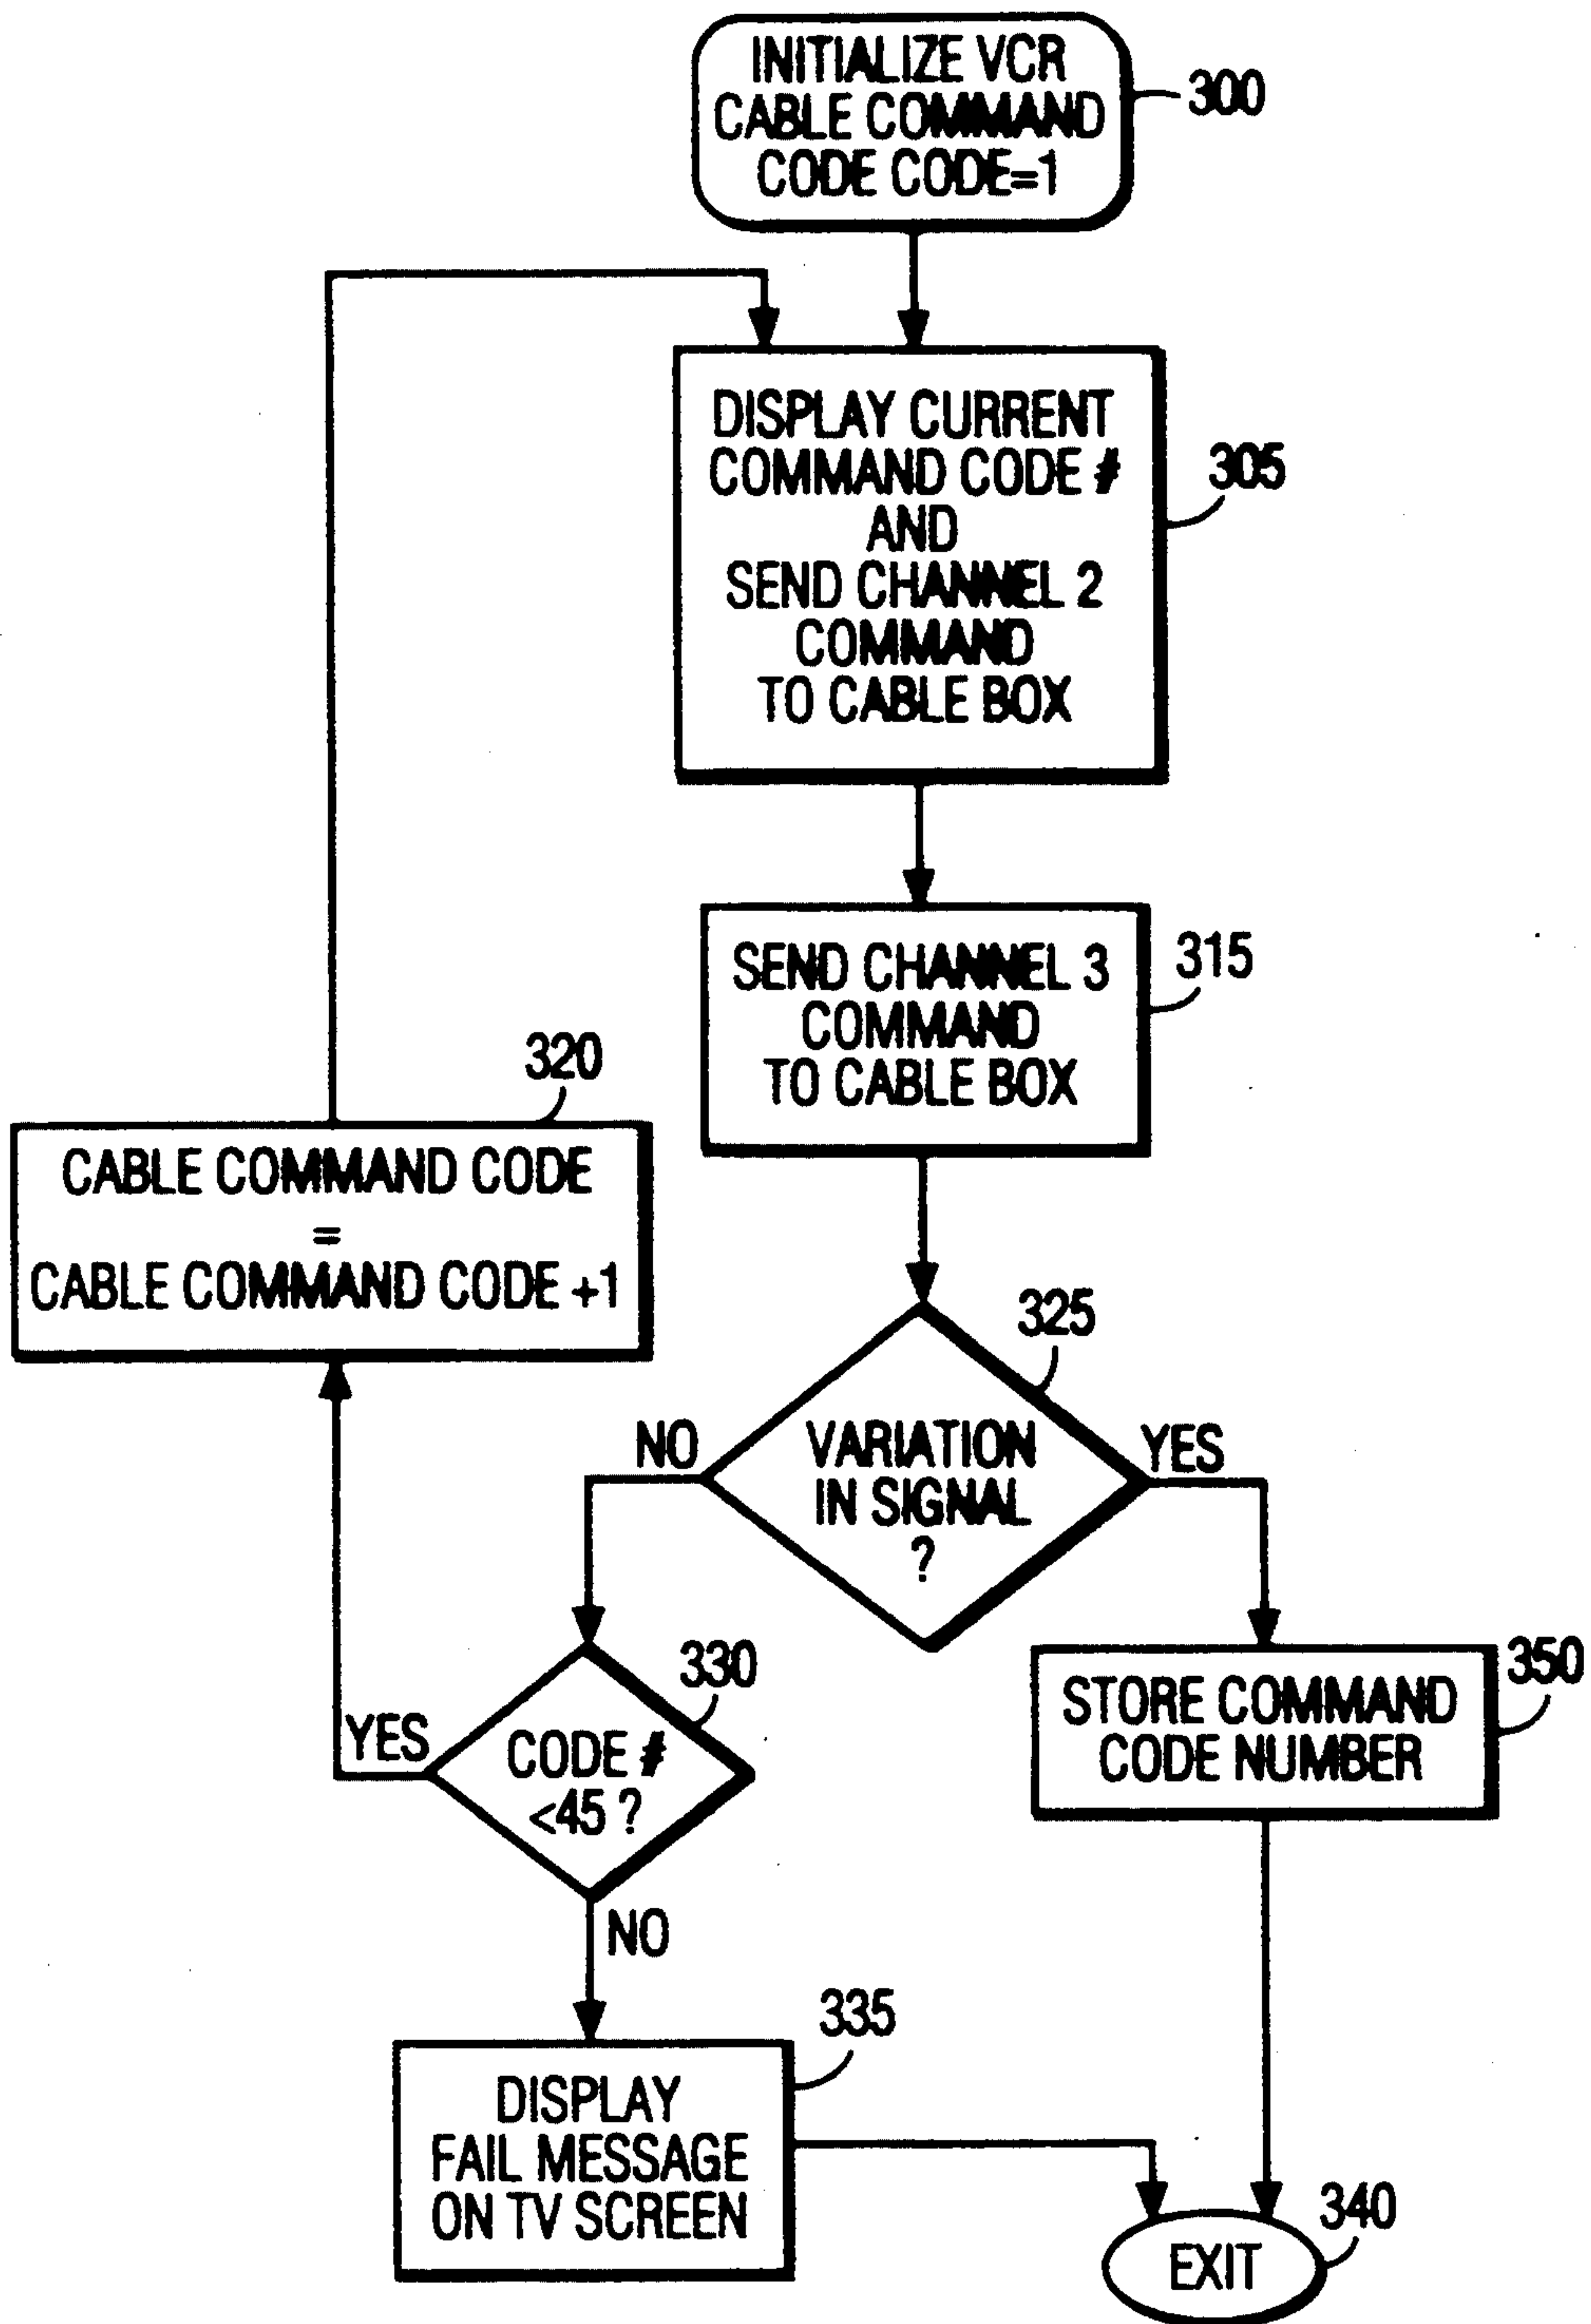 INITIALIZE VCR
CABLE COMMAND
CODE CODE=1
300
DISPLAY CURRENT
COMMAND CODE #
AND
SEND CHANNEL 2
COMMAND
TO CABLE BOX
305
SEND CHANNEL 3
COMMAND
TO CABLE BOX
315
320
CABLE COMMAND CODE
=
CABLE COMMAND CODE +1
325
VARIATION
IN SIGNAL
?
NO
YES
330
CODE #
<45 ?
YES
NO
350
STORE COMMAND
CODE NUMBER
335
DISPLAY
FAIL MESSAGE
ON TV SCREEN
340
EXIT